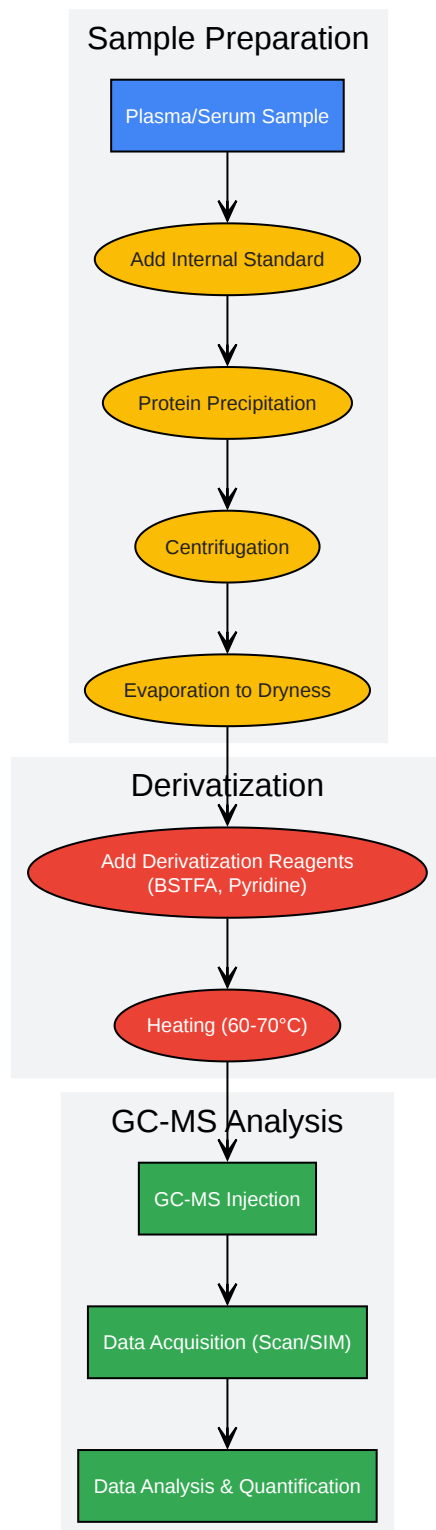 Sample Preparation
Plasma/Serum Sample
Add Internal Standard
Protein Precipitation
Centrifugation
Evaporation to Dryness
Derivatization
Add Derivatization Reagents
(BSTFA, Pyridine)
Heating (60-70°C)
GC-MS Analysis
GC-MS Injection
Data Acquisition (Scan/SIM)
Data Analysis & Quantification